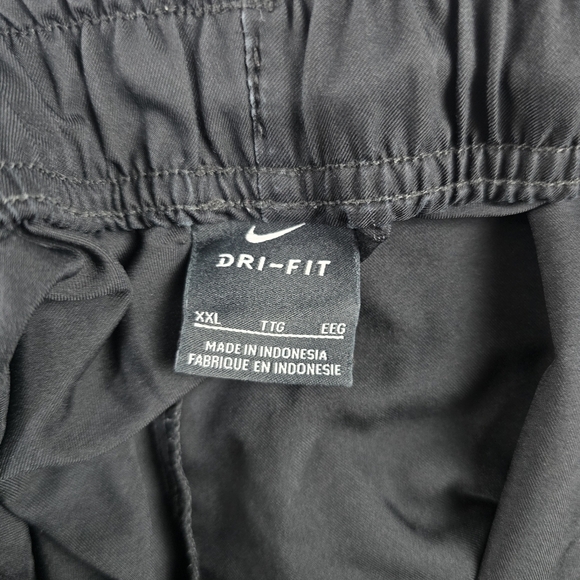 DRI-FIT
XXL TTG EEG
MADE IN INDONESIA
FABRIQUE EN INDONESIE